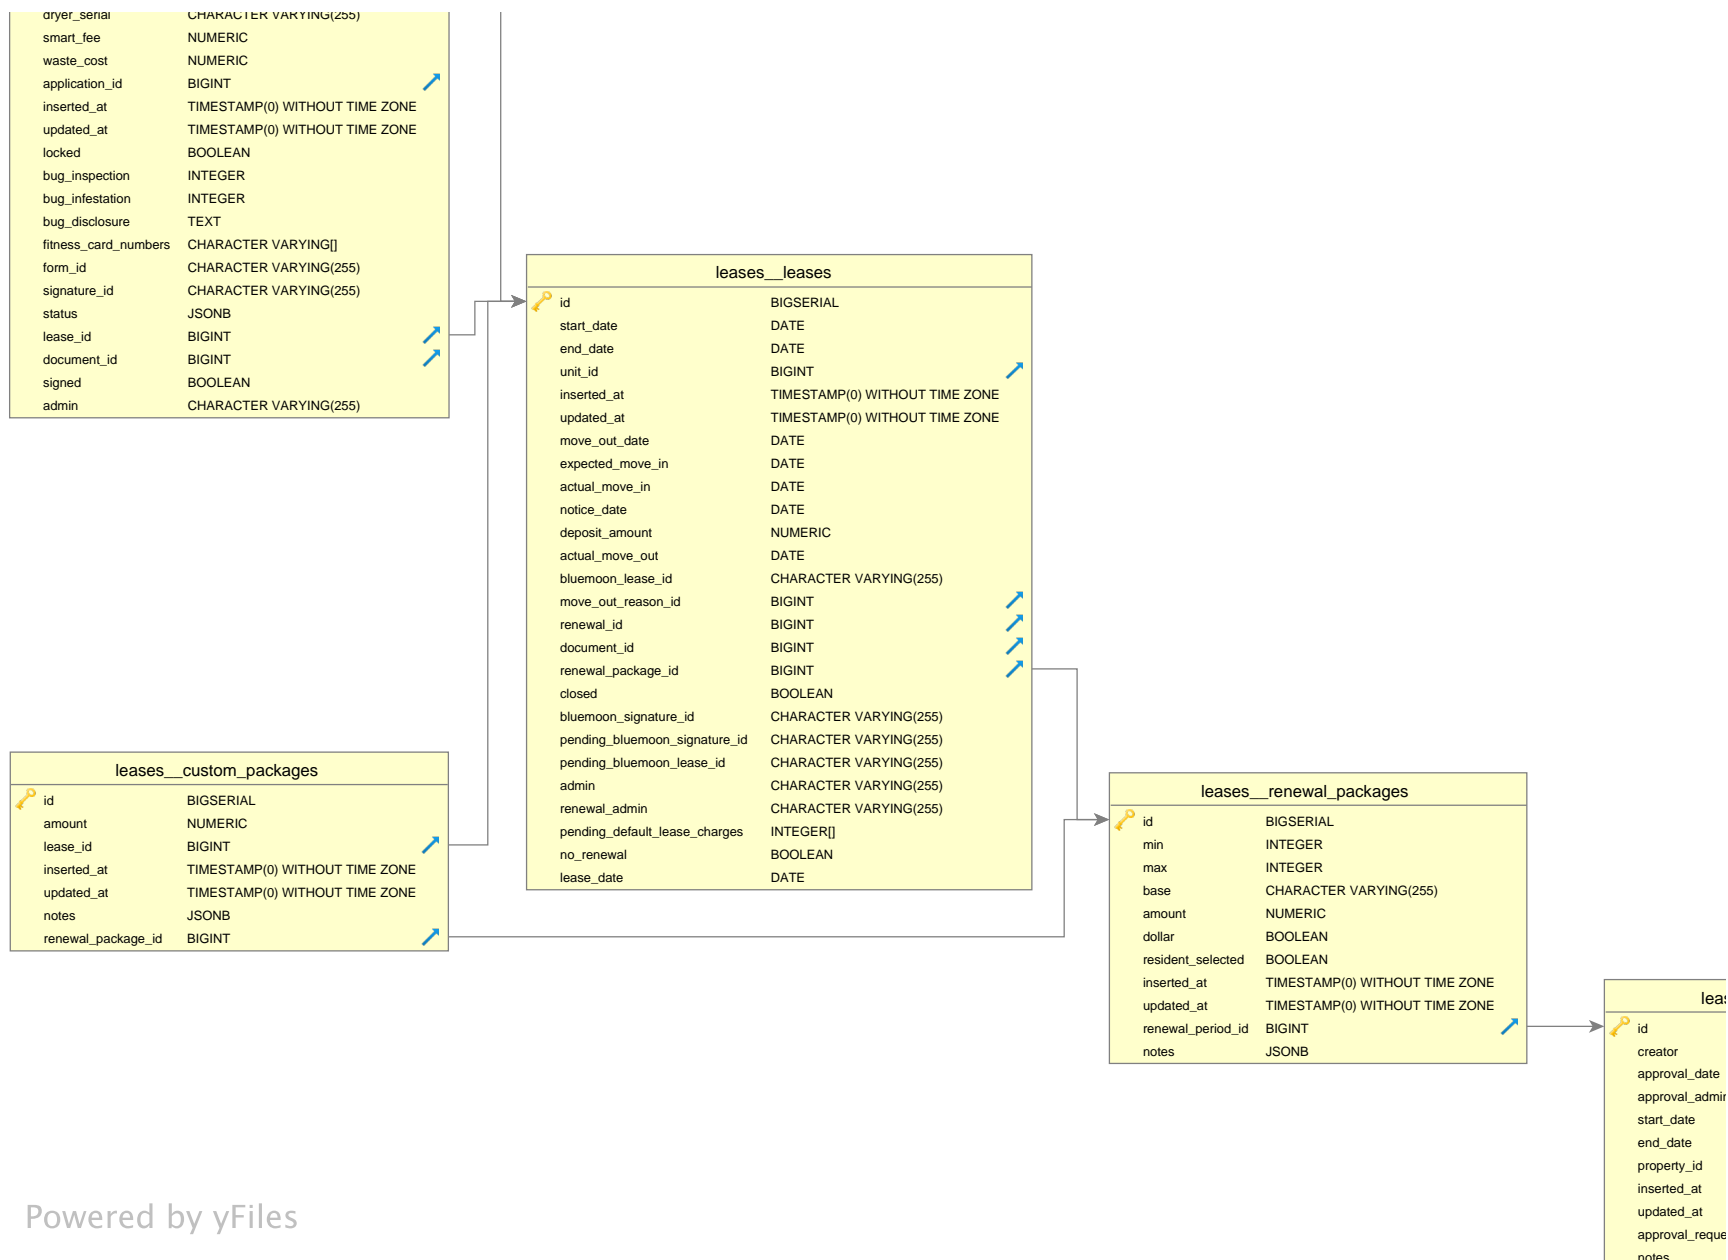 dryer_serial CHARACTER VARYING(255)
smart_fee NUMERIC
waste_cost NUMERIC
application_id BIGINT
inserted_at TIMESTAMP(0) WITHOUT TIME ZONE
updated_at TIMESTAMP(0) WITHOUT TIME ZONE
locked BOOLEAN
bug_inspection INTEGER
bug_infestation INTEGER
bug_disclosure TEXT
fitness_card_numbers CHARACTER VARYING[]
form_id CHARACTER VARYING(255)
signature_id CHARACTER VARYING(255)
status JSONB
lease_id BIGINT
document_id BIGINT
signed BOOLEAN
admin CHARACTER VARYING(255)
leases__leases
id BIGSERIAL
start_date DATE
end_date DATE
unit_id BIGINT
inserted_at TIMESTAMP(0) WITHOUT TIME ZONE
updated_at TIMESTAMP(0) WITHOUT TIME ZONE
move_out_date DATE
expected_move_in DATE
actual_move_in DATE
notice_date DATE
deposit_amount NUMERIC
actual_move_out DATE
bluemoon_lease_id CHARACTER VARYING(255)
move_out_reason_id BIGINT
renewal_id BIGINT
document_id BIGINT
renewal_package_id BIGINT
closed BOOLEAN
bluemoon_signature_id CHARACTER VARYING(255)
pending_bluemoon_signature_id CHARACTER VARYING(255)
pending_bluemoon_lease_id CHARACTER VARYING(255)
admin CHARACTER VARYING(255)
renewal_admin CHARACTER VARYING(255)
pending_default_lease_charges INTEGER[]
no_renewal BOOLEAN
lease_date DATE
leases__custom_packages
id BIGSERIAL
amount NUMERIC
lease_id BIGINT
inserted_at TIMESTAMP(0) WITHOUT TIME ZONE
updated_at TIMESTAMP(0) WITHOUT TIME ZONE
notes JSONB
renewal_package_id BIGINT
leases__renewal_packages
id BIGSERIAL
min INTEGER
max INTEGER
base CHARACTER VARYING(255)
amount NUMERIC
dollar BOOLEAN
resident_selected BOOLEAN
inserted_at TIMESTAMP(0) WITHOUT TIME ZONE
updated_at TIMESTAMP(0) WITHOUT TIME ZONE
renewal_period_id BIGINT
notes JSONB
id
creator
approval_date
start_date
end_date
property_id
inserted_at
updated_at
notes
Powered by yFiles